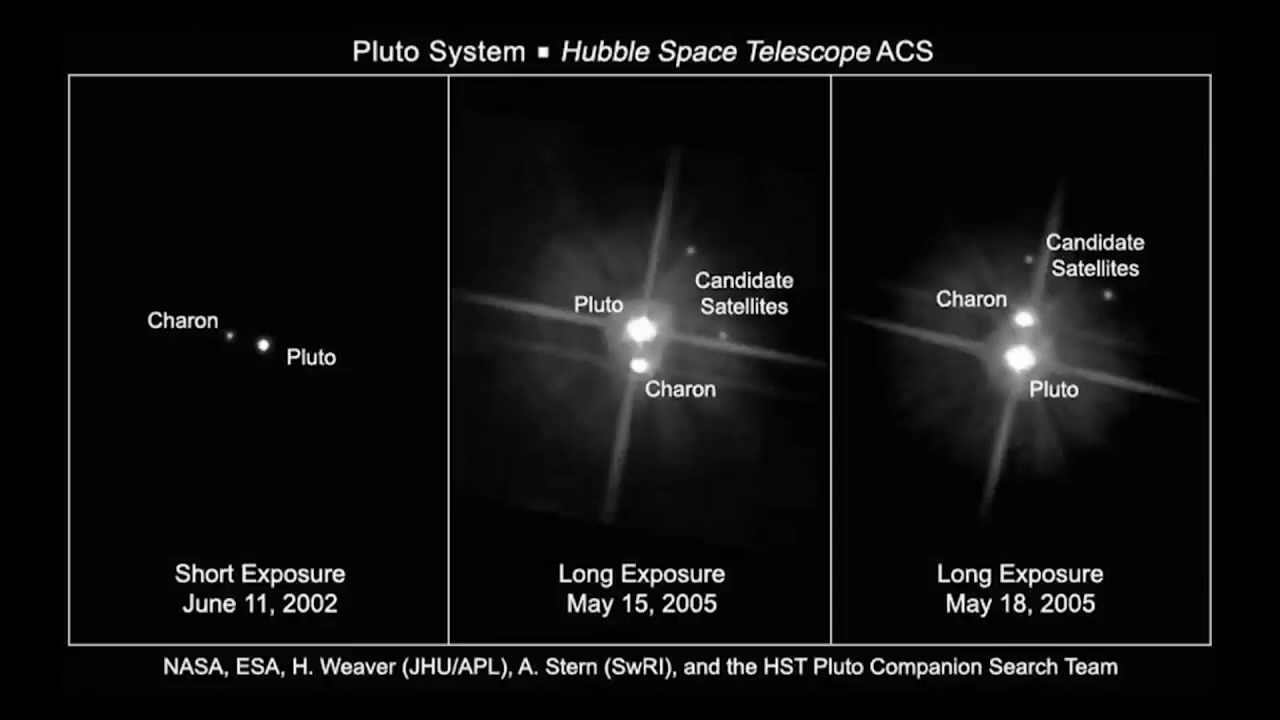 Pluto System ▪ Hubble Space Telescope ACS
Charon
Pluto
Short Exposure
June 11, 2002
Pluto
Candidate
Satellites
Charon
Long Exposure
May 15, 2005
Candidate
Satellites
Charon
Pluto
Long Exposure
May 18, 2005
NASA, ESA, H. Weaver (JHU/APL), A. Stern (SwRI), and the HST Pluto Companion Search Team